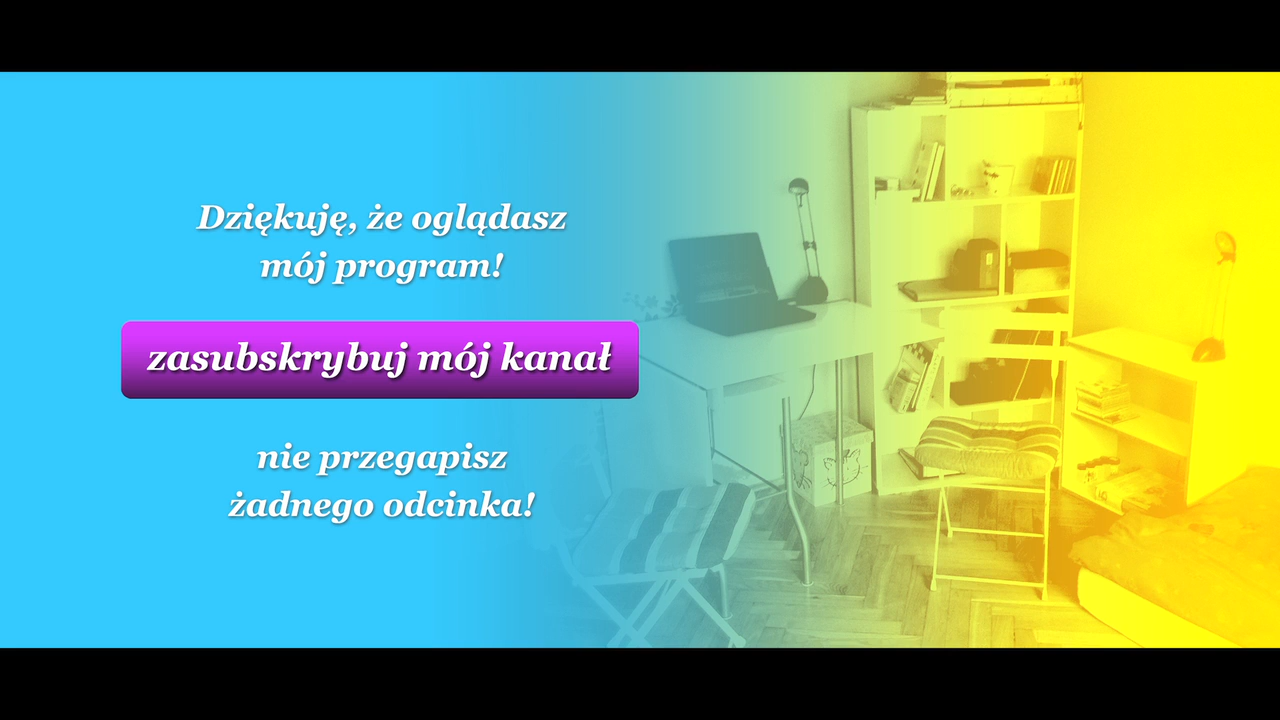 Dziękuję, że oglądasz
mój program!
zasubskrybuj mój kanał
nie przegapisz
żadnego odcinka!